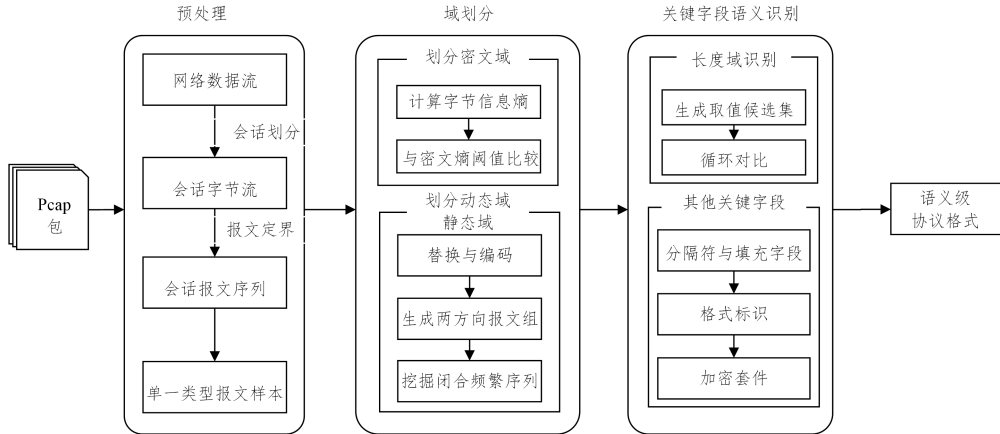 预处理
域划分
关键字段语义识别
Pcap
包
网络数据流
会话划分
会话字节流
报文定界
会话报文序列
单一类型报文样本
划分密文域
计算字节信息熵
与密文熵阈值比较
划分动态域
静态域
替换与编码
生成两方向报文组
挖掘闭合频繁序列
长度域识别
生成取值候选集
循环对比
其他关键字段
分隔符与填充字段
格式标识
加密套件
语义级
协议格式